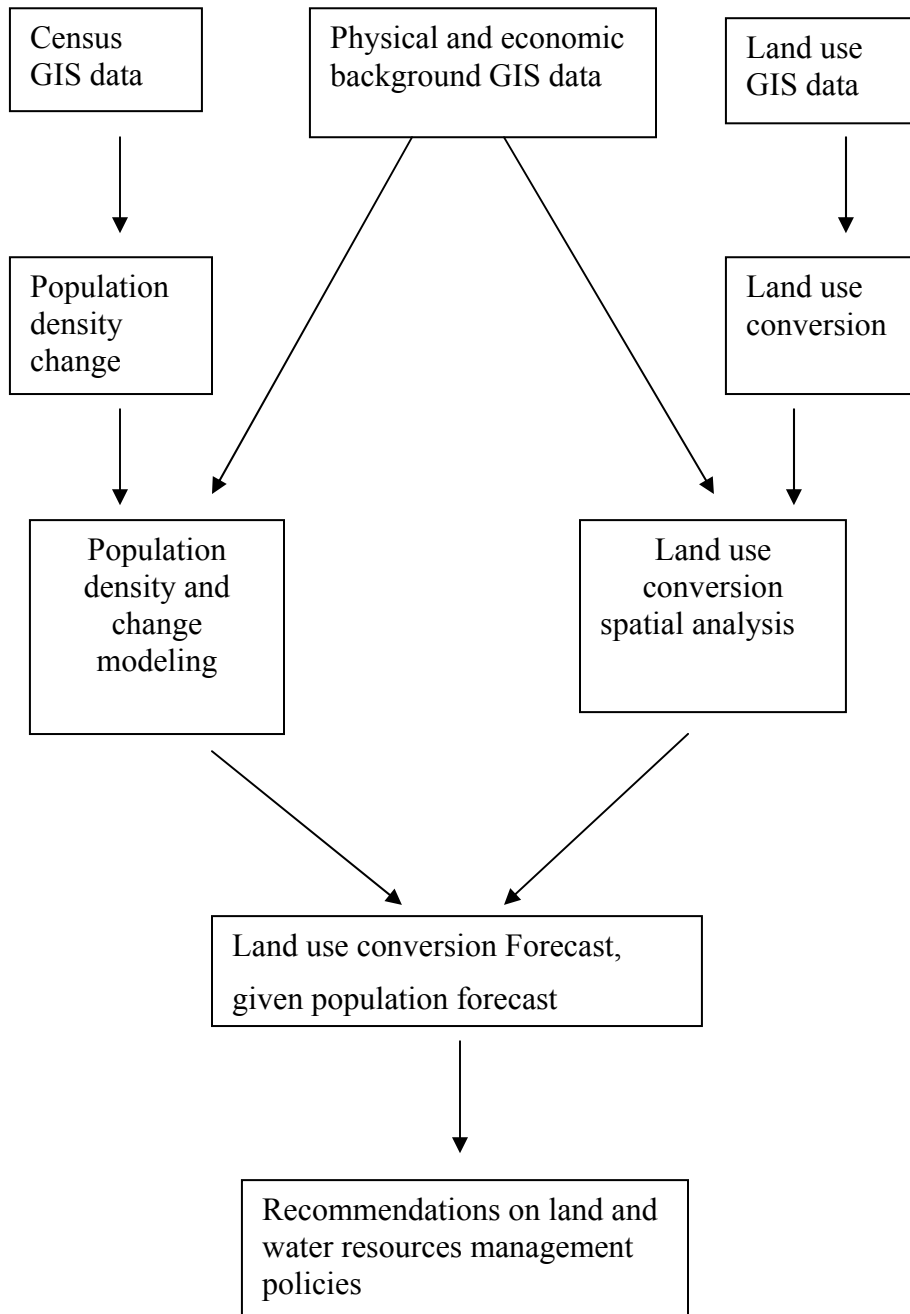 Census
GIS data
Physical and economic
background GIS data
Land use
GIS data
Population
density
change
Land use
conversion
Population
density and
change
modeling
Land use
conversion
spatial analysis
Land use conversion Forecast,
given population forecast
Recommendations on land and
water resources management
policies